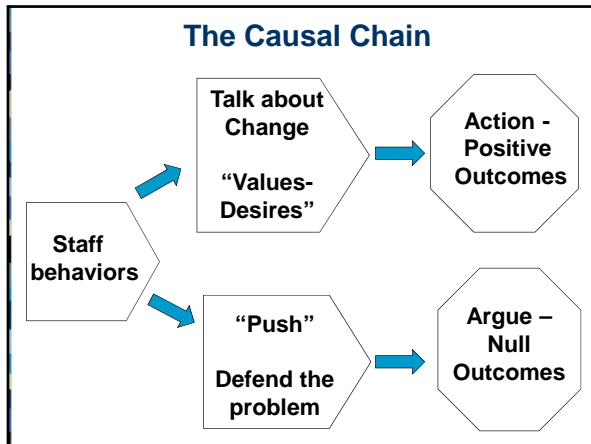 The Causal Chain
Staff
behaviors
Talk about
Change
“Values-
Desires”
Action -
Positive
Outcomes
“Push”
Defend the
problem
Argue –
Null
Outcomes